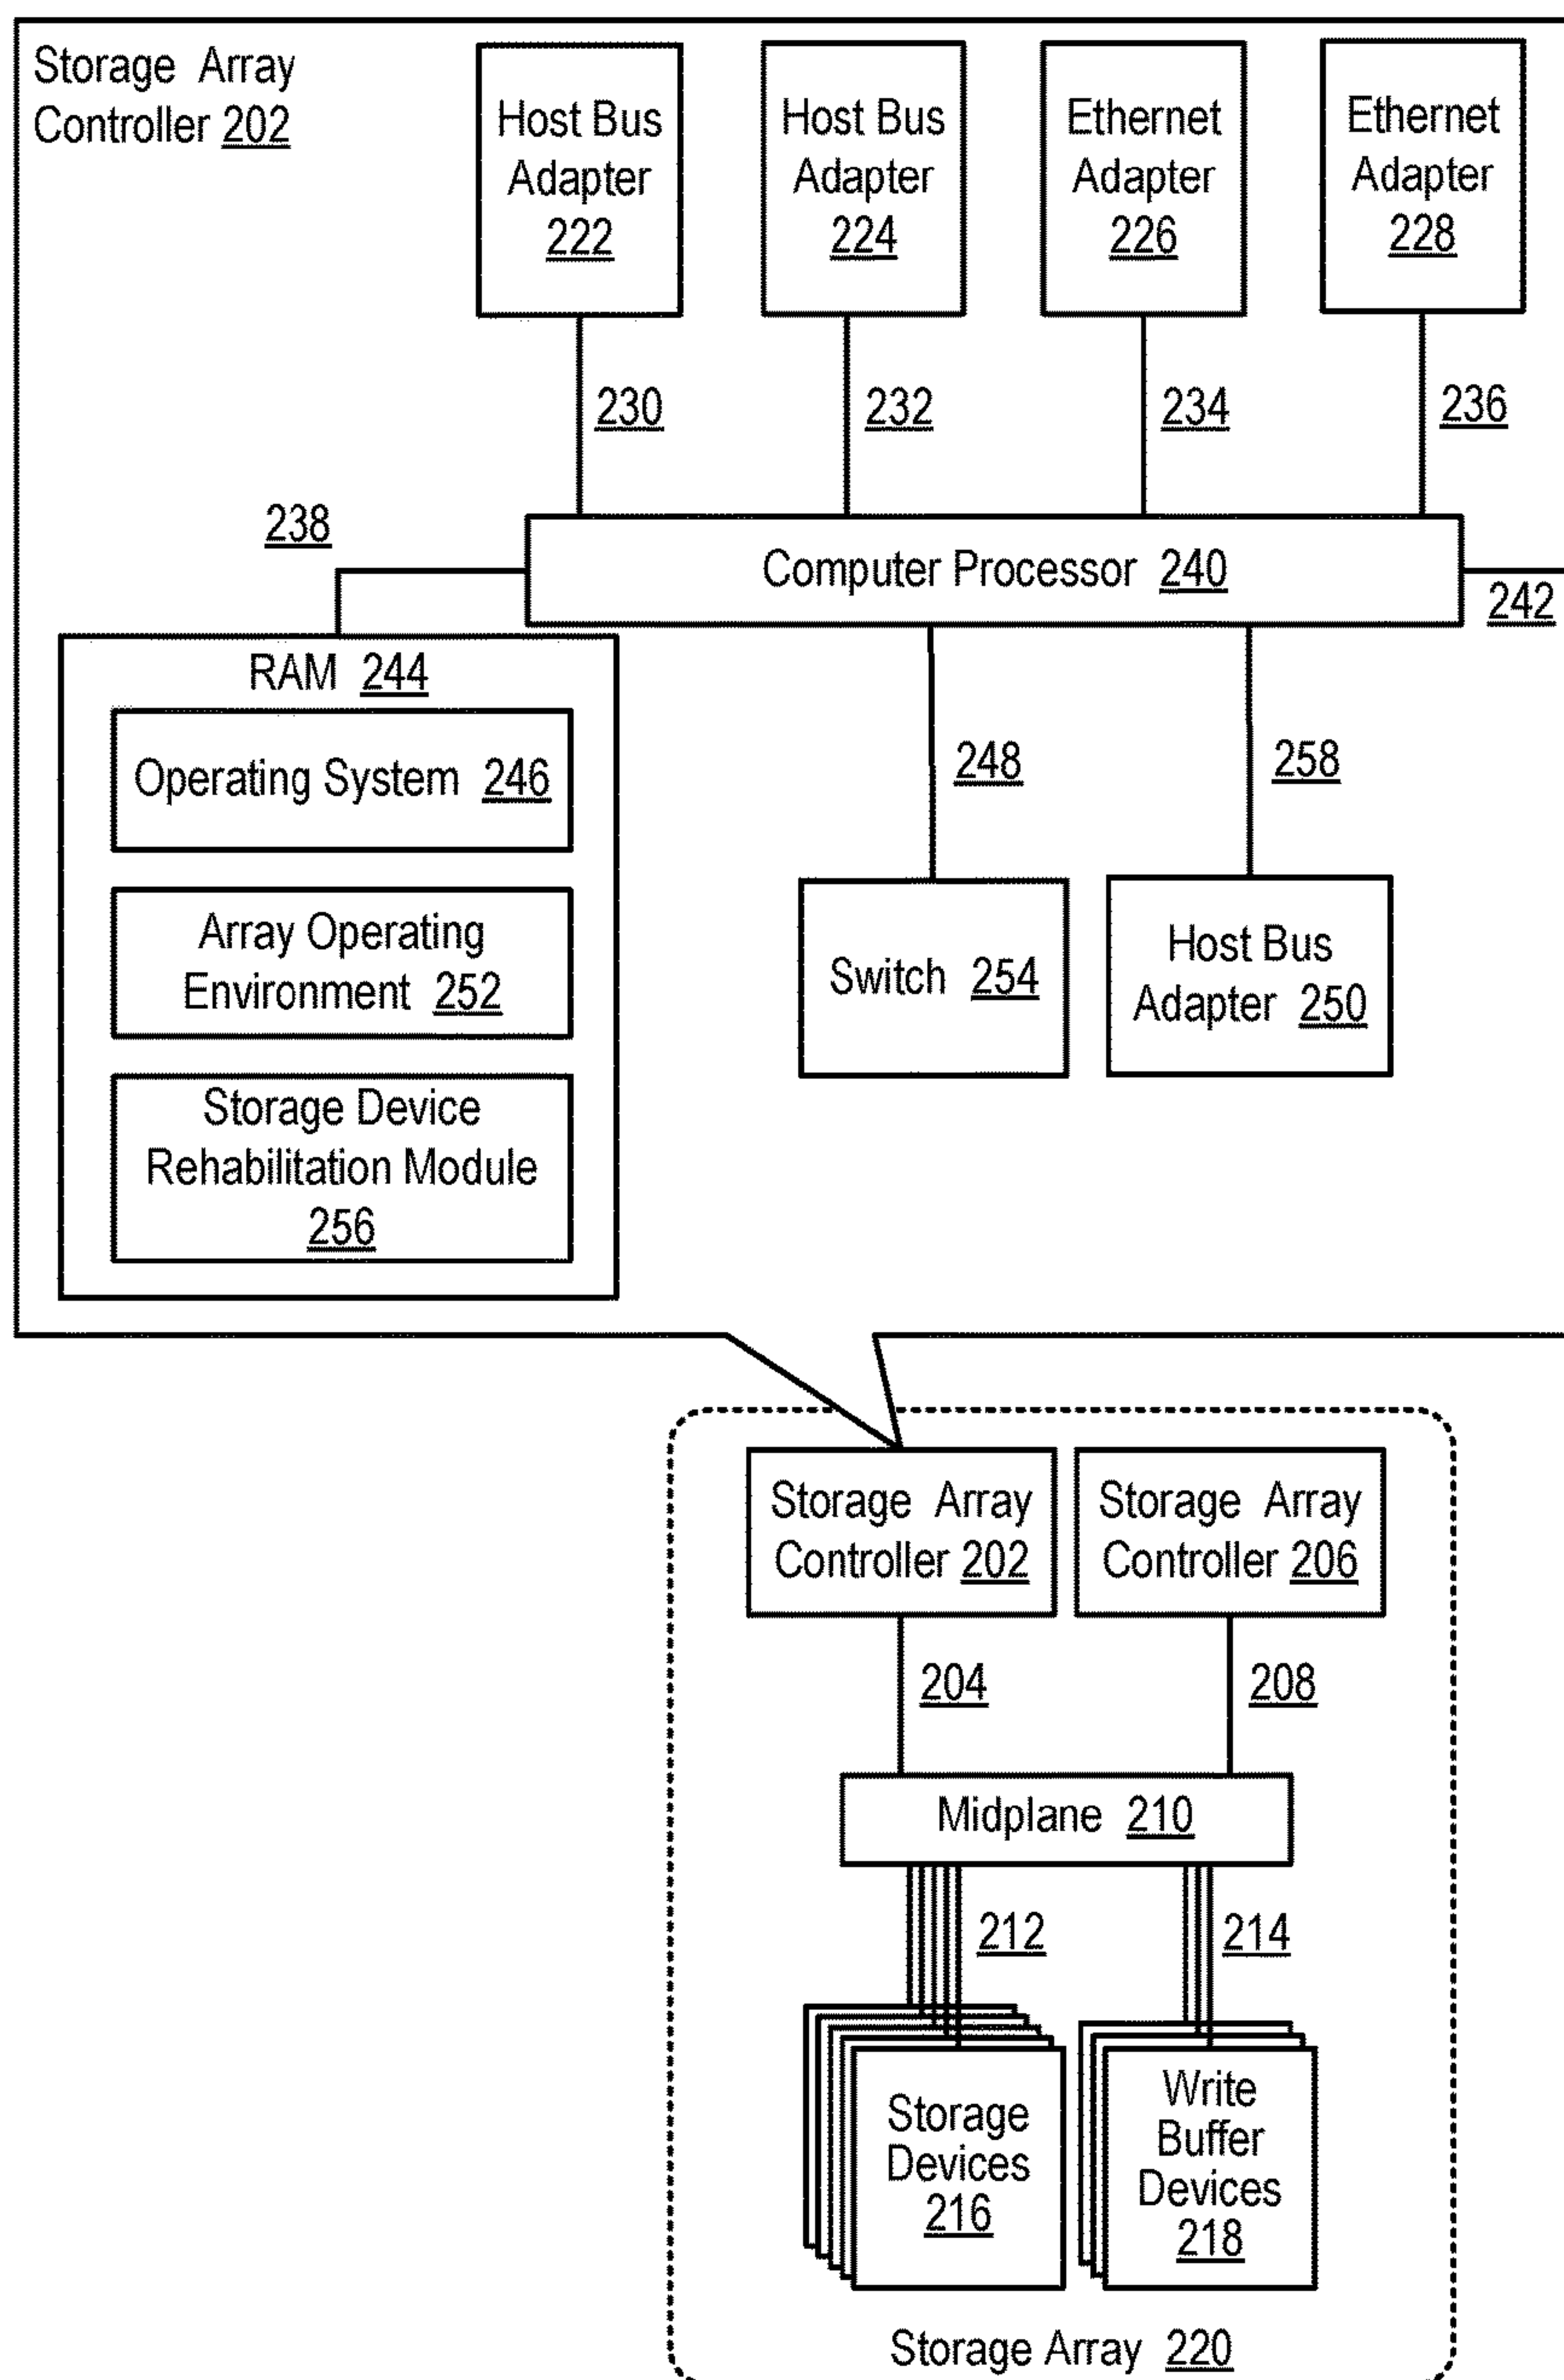 Storage Array
Controller 202
Host Bus
Adapter
222
Host Bus
Adapter
224
Ethernet
Adapter
226
Ethernet
Adapter
228
230
232
234
236
238
Computer Processor 240
242
RAM 244
Operating System 246
Array Operating
Environment 252
Storage Device
Rehabilitation Module
256
248
258
Switch 254
Host Bus
Adapter 250
Storage Array
Controller 202
Storage Array
Controller 206
204
208
Midplane 210
212
214
Storage
Devices
216
Write
Buffer
Devices
218
Storage Array 220